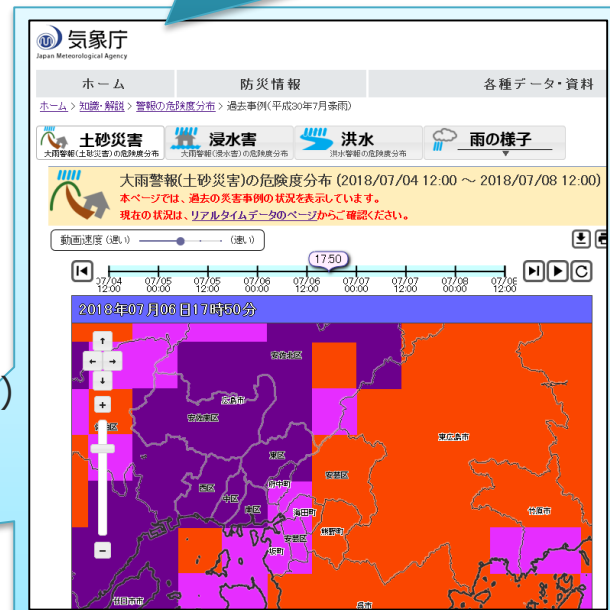 気象庁
Japan Meteorological Agency
ホーム 防災情報 各種データ・資料
ホーム > 知識・解説 > 警報の危険度分布 > 過去事例(平成30年7月豪雨)
土砂災害 浸水害 洪水 雨の様子
大雨警報(土砂災害)の危険度分布 大雨警報(浸水害)の危険度分布 洪水警報の危険度分布
大雨警報(土砂災害)の危険度分布 (2018/07/04 12:00 ～ 2018/07/08 12:00)
本ページでは、過去の災害事例の状況を表示しています。
現在の状況は、リアルタイムデータのページからご確認ください。
動画速度 (遅い) (速い)
17:50
07/04 07/05 07/05 07/06 07/06 07/07 07/07 07/08 07/08
12:00 00:00 12:00 00:00 12:00 00:00 12:00 00:00
2018年07月06日17時50分
安佐北区
広島市
安佐南区
佐伯区
東広島市
東区
安芸区
西区
府中町
中区
南区
海田町
竹原市
熊野町
安芸区
坂町
廿日市市
呉市
)